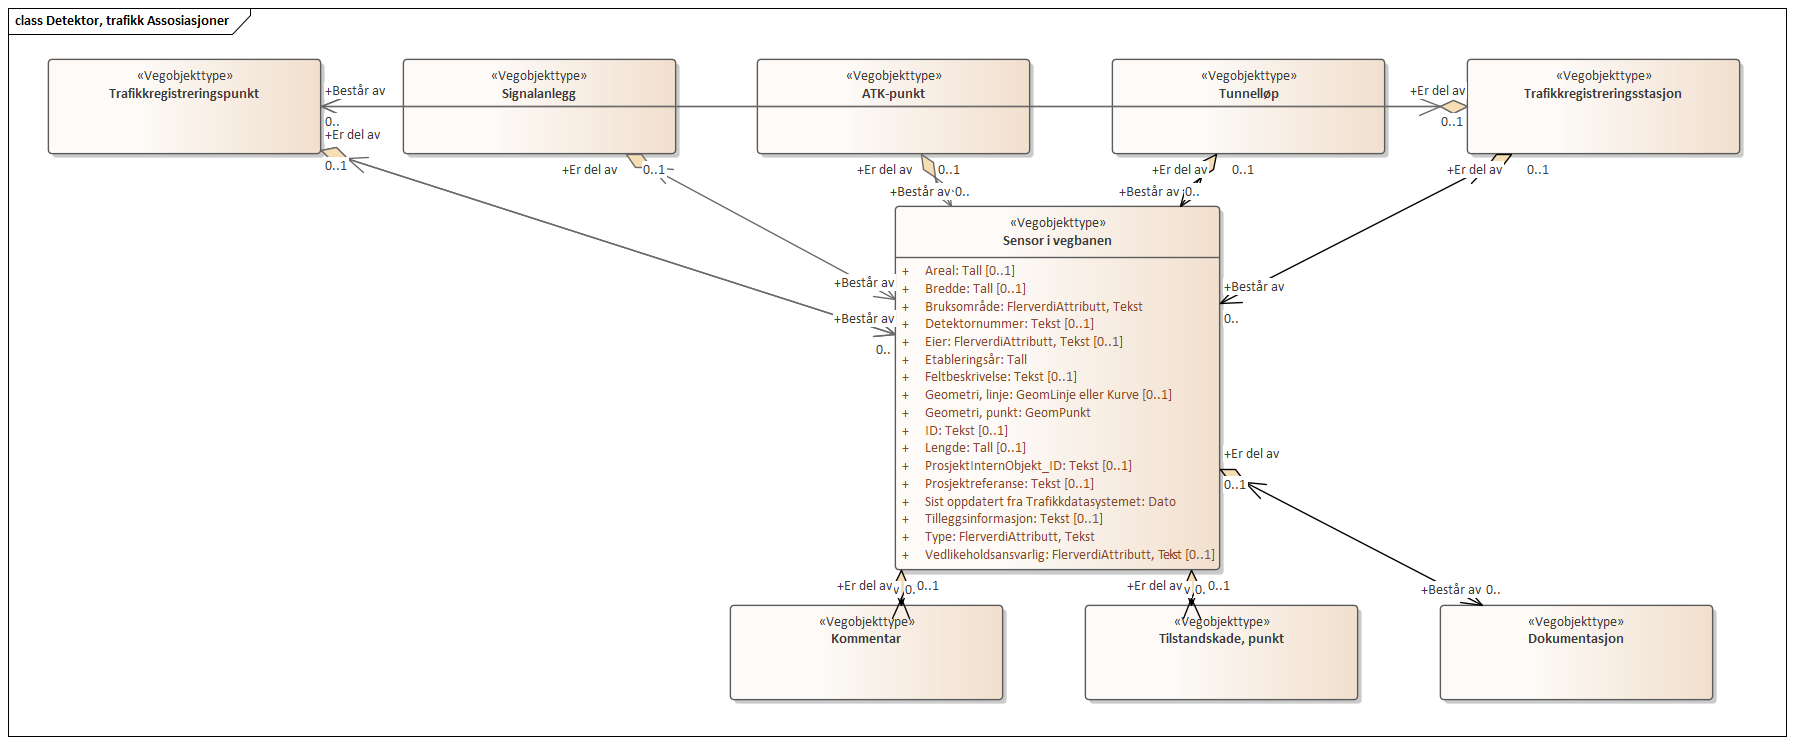 class Detektor, trafikk Assosiasjoner
«Vegobjekttype»
Trafikkregistreringspunkt
«Vegobjekttype»
Signalanlegg
«Vegobjekttype»
ATK-punkt
«Vegobjekttype»
Tunnelløp
«Vegobjekttype»
Trafikkregistreringsstasjon
+Består av
0..
+Er del av
0..1
+Er del av
0..1
+Er del av
0..1
+Er del av
0..1
+Er del av
0..1
+Er del av
0..1
+Består av 0..
+Består av 0..
+Består av
+Består av
0..
+Består av
0..
«Vegobjekttype»
Sensor i vegbanen
+ Areal: Tall [0..1]
+ Bredde: Tall [0..1]
+ Bruksområde: FlerverdiAttributt, Tekst
+ Detektornummer: Tekst [0..1]
+ Eier: FlerverdiAttributt, Tekst [0..1]
+ Etableringsår: Tall
+ Feltbeskrivelse: Tekst [0..1]
+ Geometri, linje: GeomLinje eller Kurve [0..1]
+ Geometri, punkt: GeomPunkt
+ ID: Tekst [0..1]
+ Lengde: Tall [0..1]
+ ProsjektInternObjekt_ID: Tekst [0..1]
+ Prosjektreferanse: Tekst [0..1]
+ Sist oppdatert fra Trafikkdatasystemet: Dato
+ Tilleggsinformasjon: Tekst [0..1]
+ Type: FlerverdiAttributt, Tekst
+ Vedlikeholdsansvarlig: FlerverdiAttributt, Tekst [0..1]
+Er del av
0..1
+Er del av
v 0.
0..1
+Er del av
v 0.
0..1
+Består av 0..
«Vegobjekttype»
Kommentar
«Vegobjekttype»
Tilstandskade, punkt
«Vegobjekttype»
Dokumentasjon